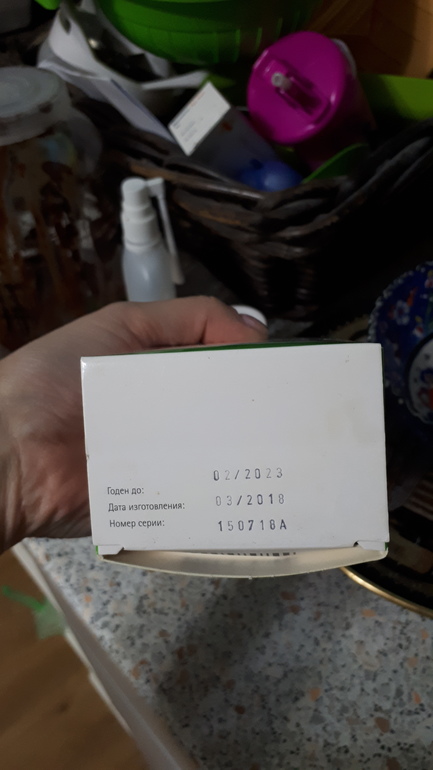 Годен до: 02/2023
Дата изготовления: 03/2018
Номер серии: 150718A